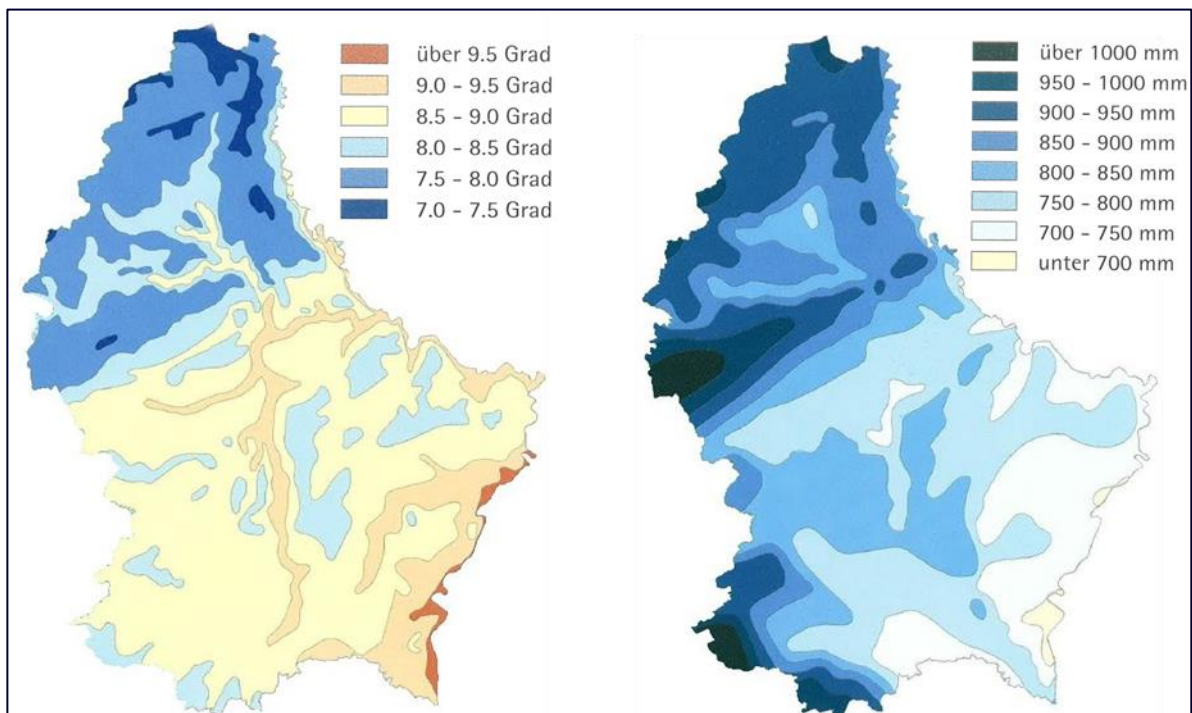 über 9.5 Grad
9.0 - 9.5 Grad
8.5 - 9.0 Grad
8.0 - 8.5 Grad
7.5 - 8.0 Grad
7.0 - 7.5 Grad
über 1000 mm
950 - 1000 mm
900 - 950 mm
850 - 900 mm
800 - 850 mm
750 - 800 mm
700 - 750 mm
unter 700 mm